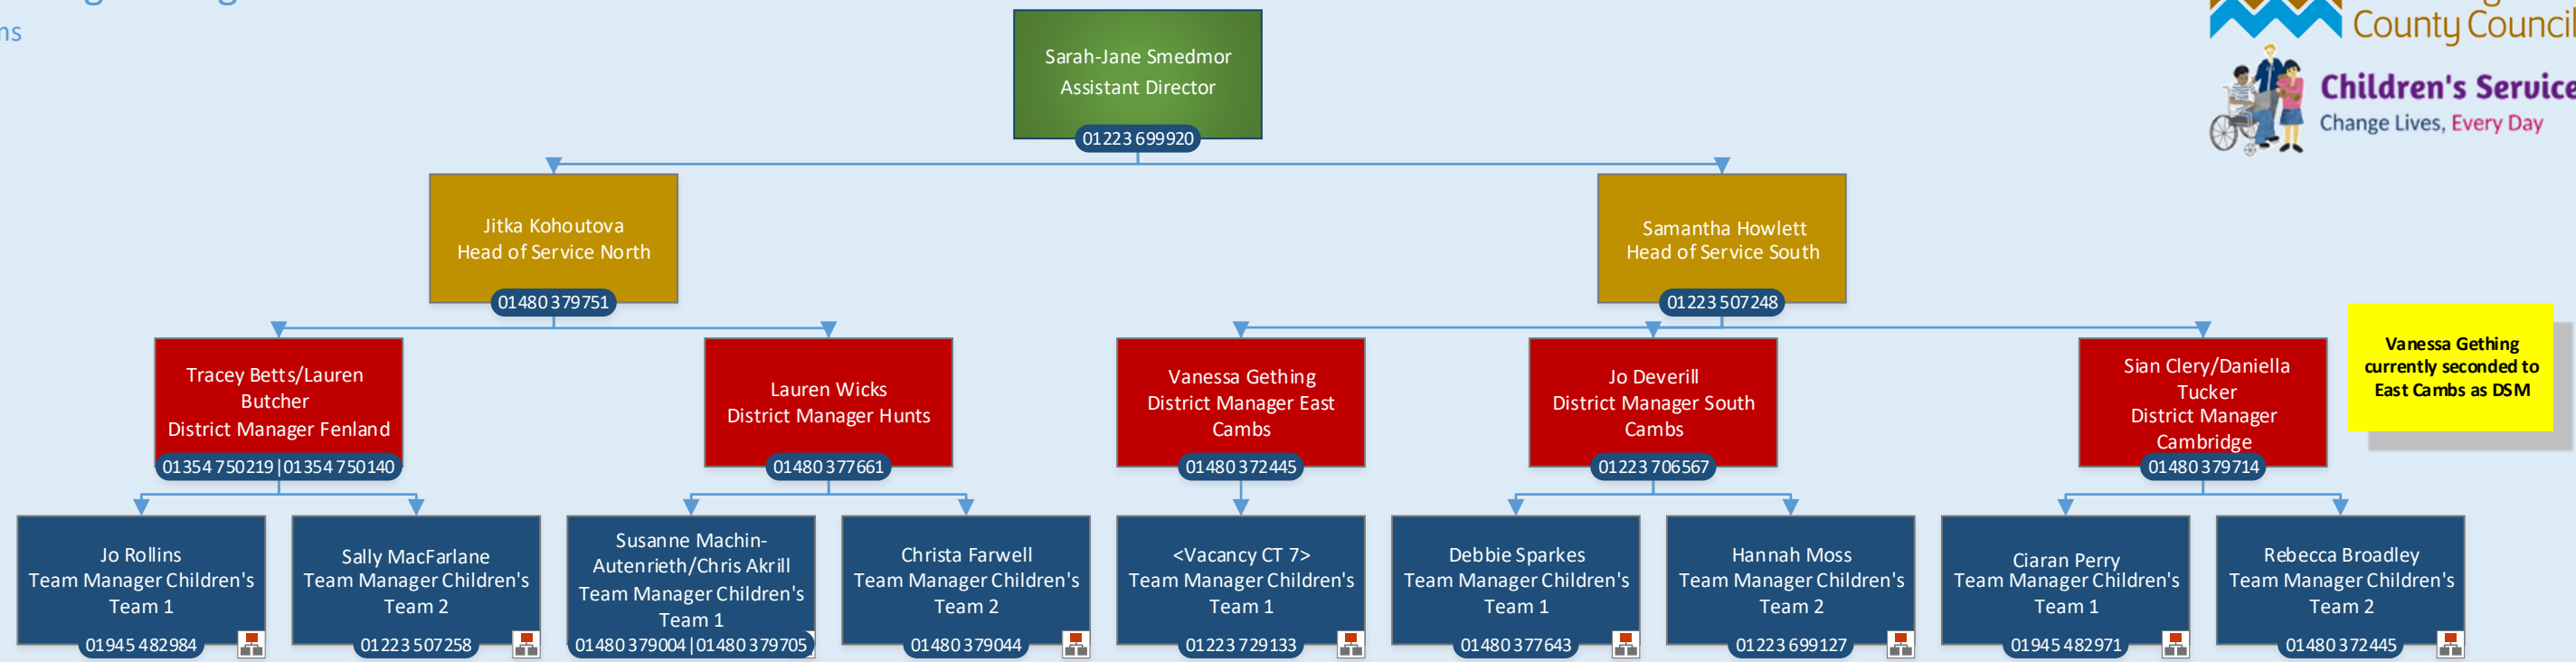 ns
County Council
Children's Service
Change Lives, Every Day
Sarah-Jane Smedmor
Assistant Director
01223 699920
Jitka Kohoutova
Head of Service North
01480 379751
Samantha Howlett
Head of Service South
01223 507248
Tracey Betts/Lauren
Butcher
District Manager Fenland
01354 750219|01354 750140
Lauren Wicks
District Manager Hunts
01480 377661
Vanessa Gething
District Manager East
Cambs
01480 372445
Jo Deverill
District Manager South
Cambs
01223 706567
Sian Clery/Daniella
Tucker
District Manager
Cambridge
01480 379714
Vanessa Gething
currently seconded to
East Cambs as DSM
Jo Rollins
Team Manager Children's
Team 1
01945 482984
Sally MacFarlane
Team Manager Children's
Team 2
01223 507258
Susanne Machin-
Autenrieth/Chris Akrill
Team Manager Children's
Team 1
01480 379004|01480 379705
Christa Farwell
Team Manager Children's
Team 2
01480 379044
<Vacancy CT 7>
Team Manager Children's
Team 1
01223 729133
Debbie Sparkes
Team Manager Children's
Team 1
01480 377643
Hannah Moss
Team Manager Children's
Team 2
01223 699127
Ciaran Perry
Team Manager Children's
Team 1
01945 482971
Rebecca Broadley
Team Manager Children's
Team 2
01480 372445